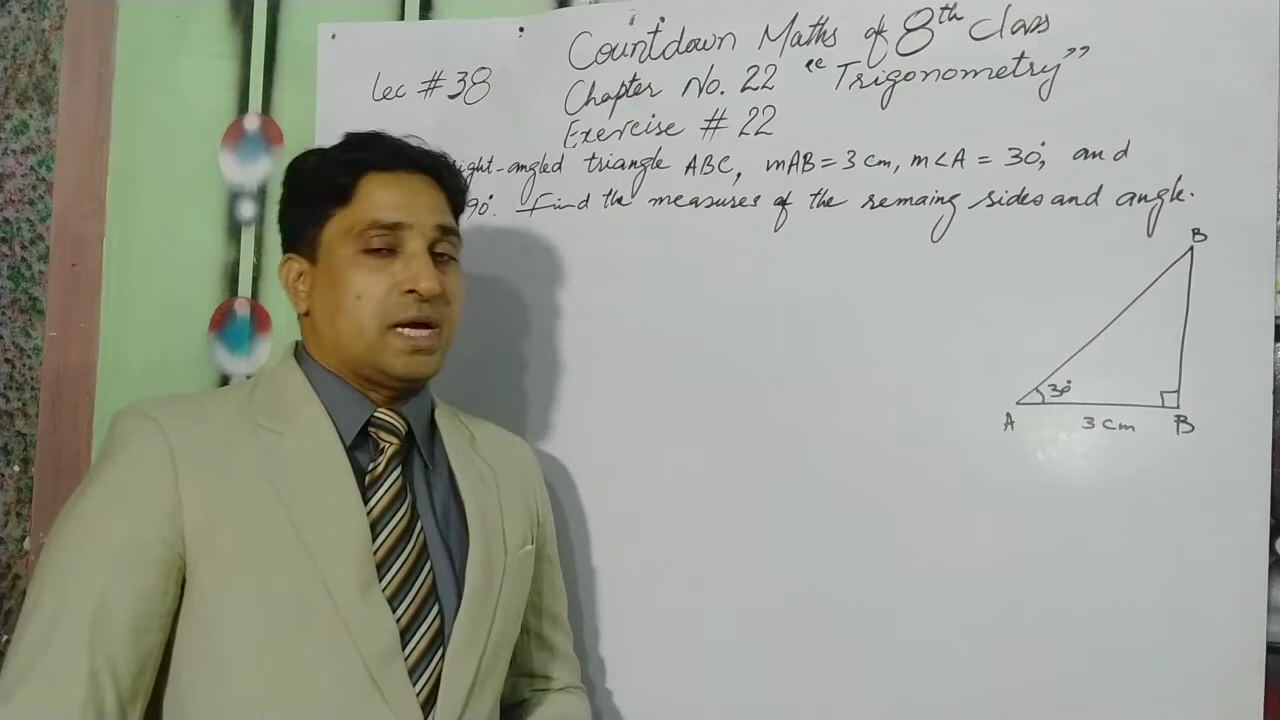 Countdown Maths of 8th Class
Lec # 38
Chapter No. 22 "Trigonometry"
Exercise # 22
right-angled triangle ABC, mAB = 3 cm, m<A = 30°, and
90°. Find the measures of the remaing sides and angle.
B
30°
A
3 cm
B